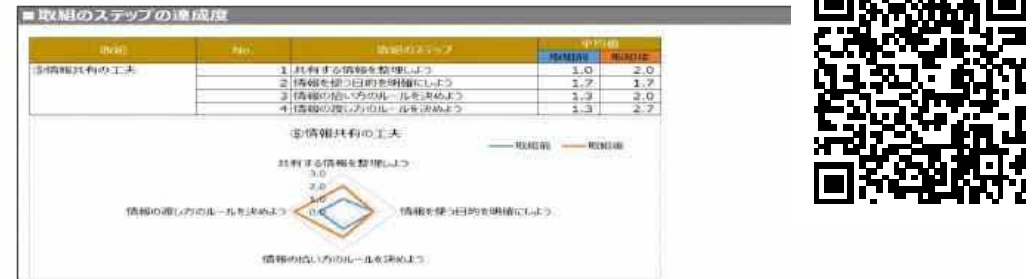 ■取組のステップの達成度
取組 No. 取組のステップ 平均値
取組前 取組後
⑤情報共有の工夫 1 共有する情報を整理しよう 1.0 2.0
2 情報を使う目的を明確にしよう 1.7 1.7
3 情報の拾い方のルールを決めよう 1.3 2.0
4 情報の渡し方のルールを決めよう 1.3 2.7
⑤情報共有の工夫
取組前 取組後
共有する情報を整理しよう
3.0
2.0
1.0
0.0
情報の渡し方のルールを決めよう 情報を使う目的を明確にしよう
情報の拾い方のルールを決めよう